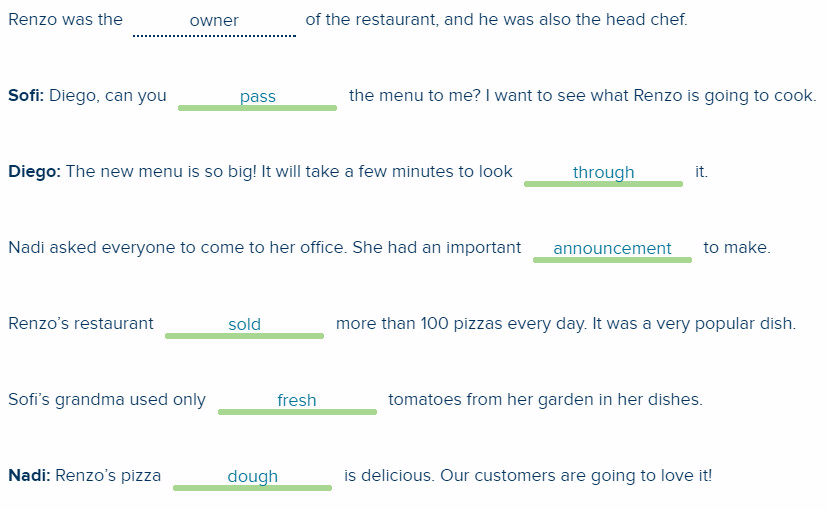 Renzo was the owner of the restaurant, and he was also the head chef.
Sofi: Diego, can you pass the menu to me? I want to see what Renzo is going to cook.
Diego: The new menu is so big! It will take a few minutes to look through it.
Nadi asked everyone to come to her office. She had an important announcement to make.
Renzo’s restaurant sold more than 100 pizzas every day. It was a very popular dish.
Sofi’s grandma used only fresh tomatoes from her garden in her dishes.
Nadi: Renzo’s pizza dough is delicious. Our customers are going to love it!